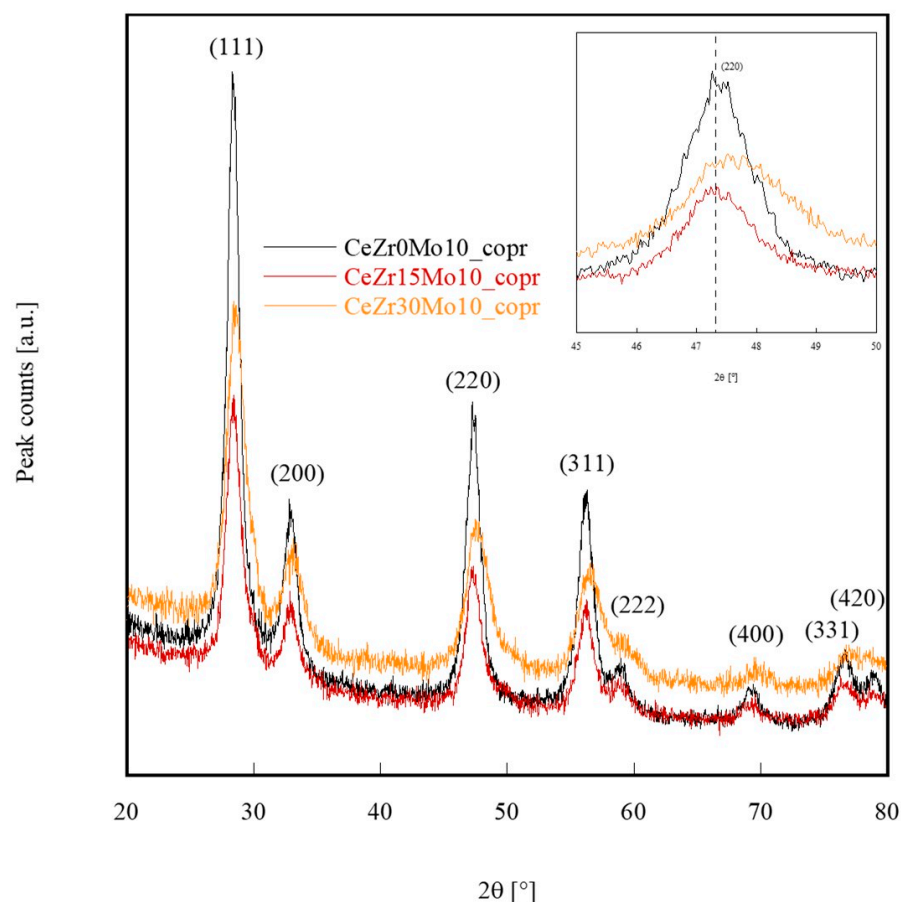 (111)
(220)
CeZr0Mo10_copr
CeZr15Mo10_copr
CeZr30Mo10_copr
45 46 47 48 49 50
2θ [°]
Peak counts [a.u.]
(220)
(311)
(200)
(222)
(420)
(400)
(331)
20 30 40 50 60 70 80
2θ [°]